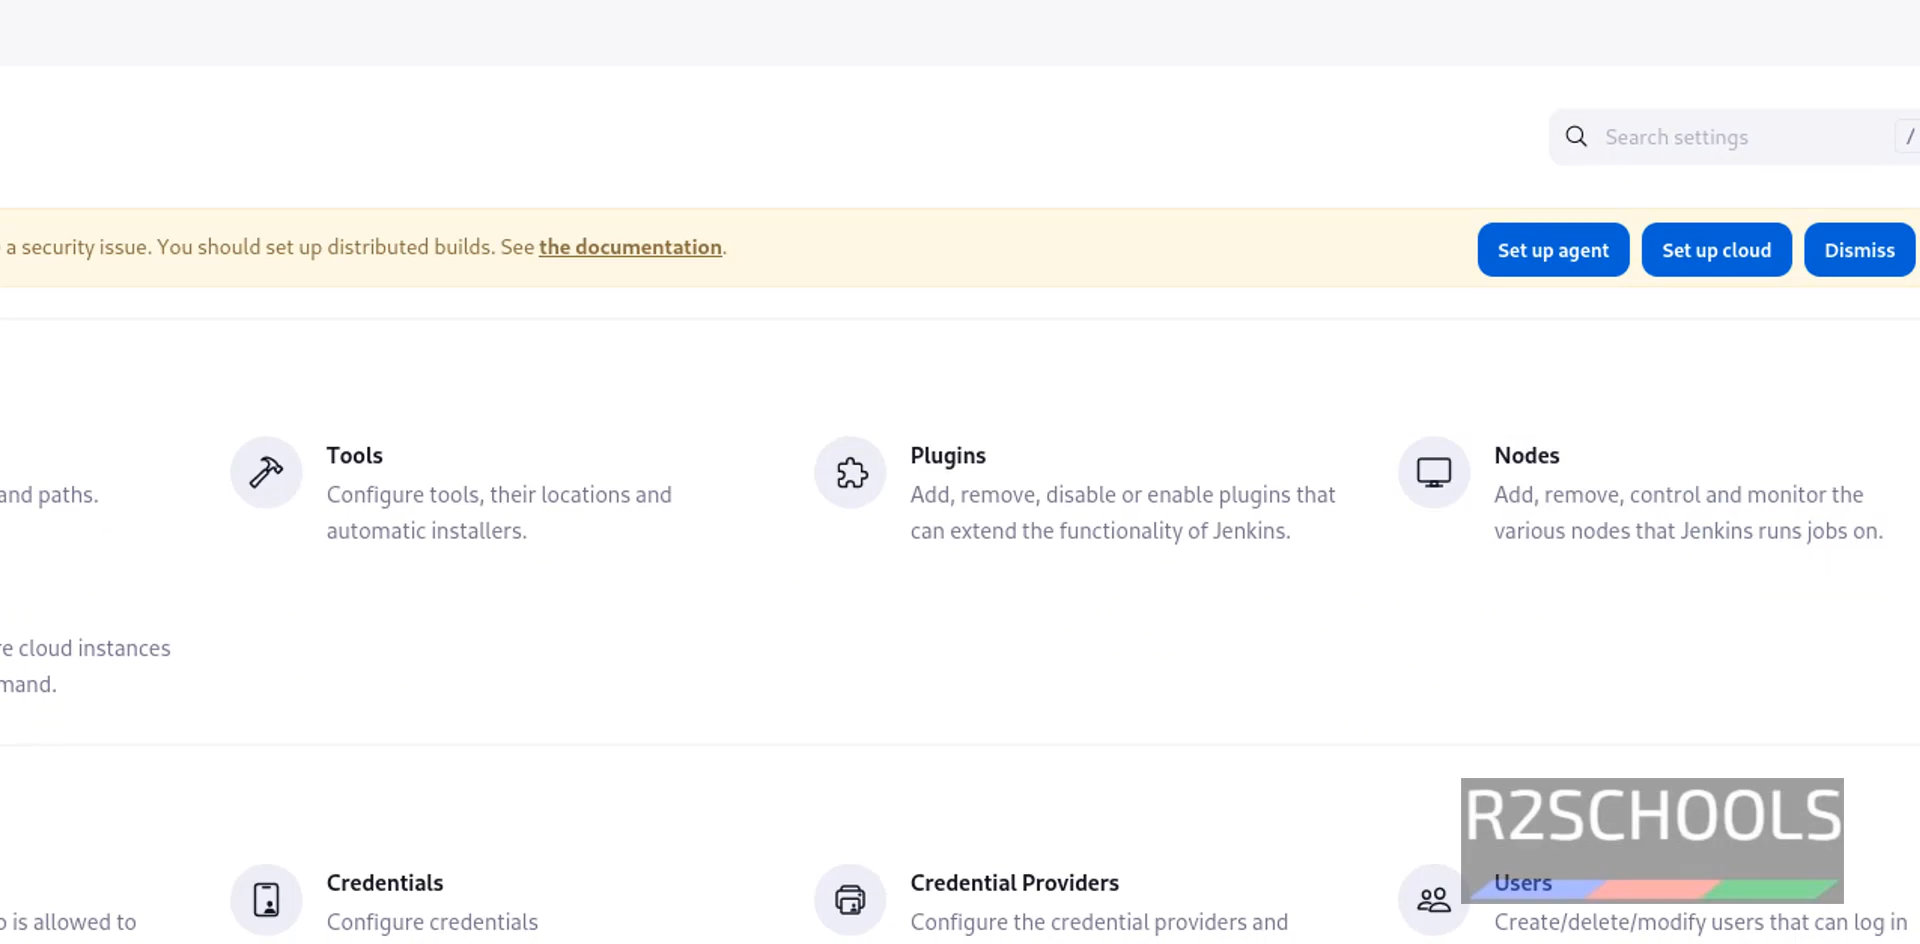 Search settings /
a security issue. You should set up distributed builds. See the documentation.
Set up agent
Set up cloud
Dismiss
Tools
Configure tools, their locations and
automatic installers.
Plugins
Add, remove, disable or enable plugins that
can extend the functionality of Jenkins.
Nodes
Add, remove, control and monitor the
various nodes that Jenkins runs jobs on.
and paths.
cloud instances
mand.
R2SCHOOLS
Credentials
Configure credentials
Credential Providers
Configure the credential providers and
Users
Create/delete/modify users that can log in
is allowed to